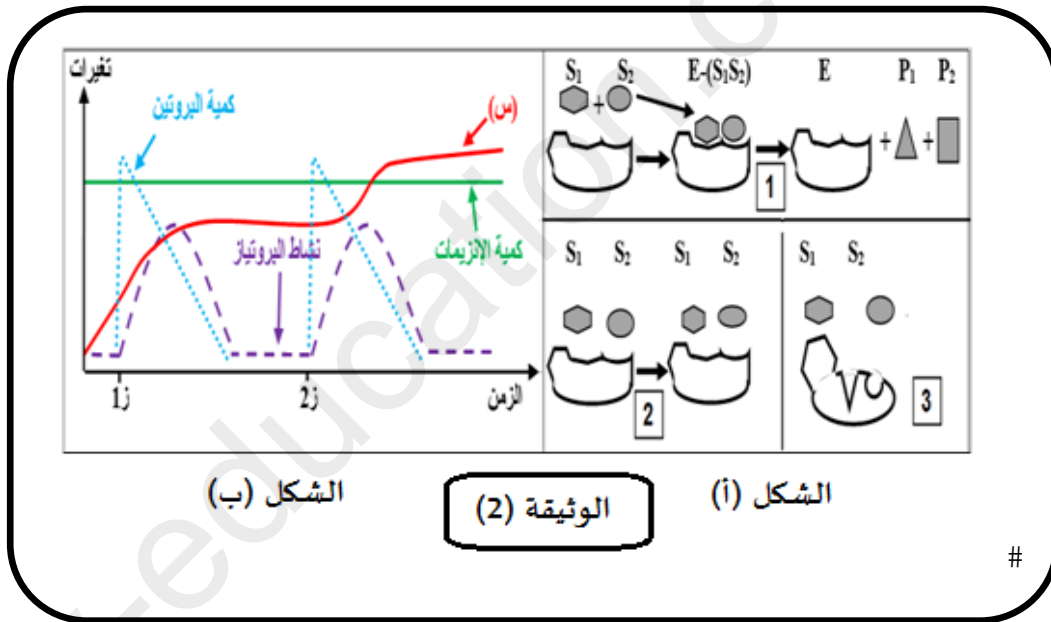 تغيرات
كمية البروتين
(س)
نشاط البروتياز
كمية الإنزيمات
ز1
ز2
الزمن
S₁ S₂ E-(S₁S₂) E P₁ P₂
+ + +
1
S₁ S₂ S₁ S₂
2
S₁ S₂
3
الشكل (أ)
الوثيقة (2)
الشكل (ب)
#